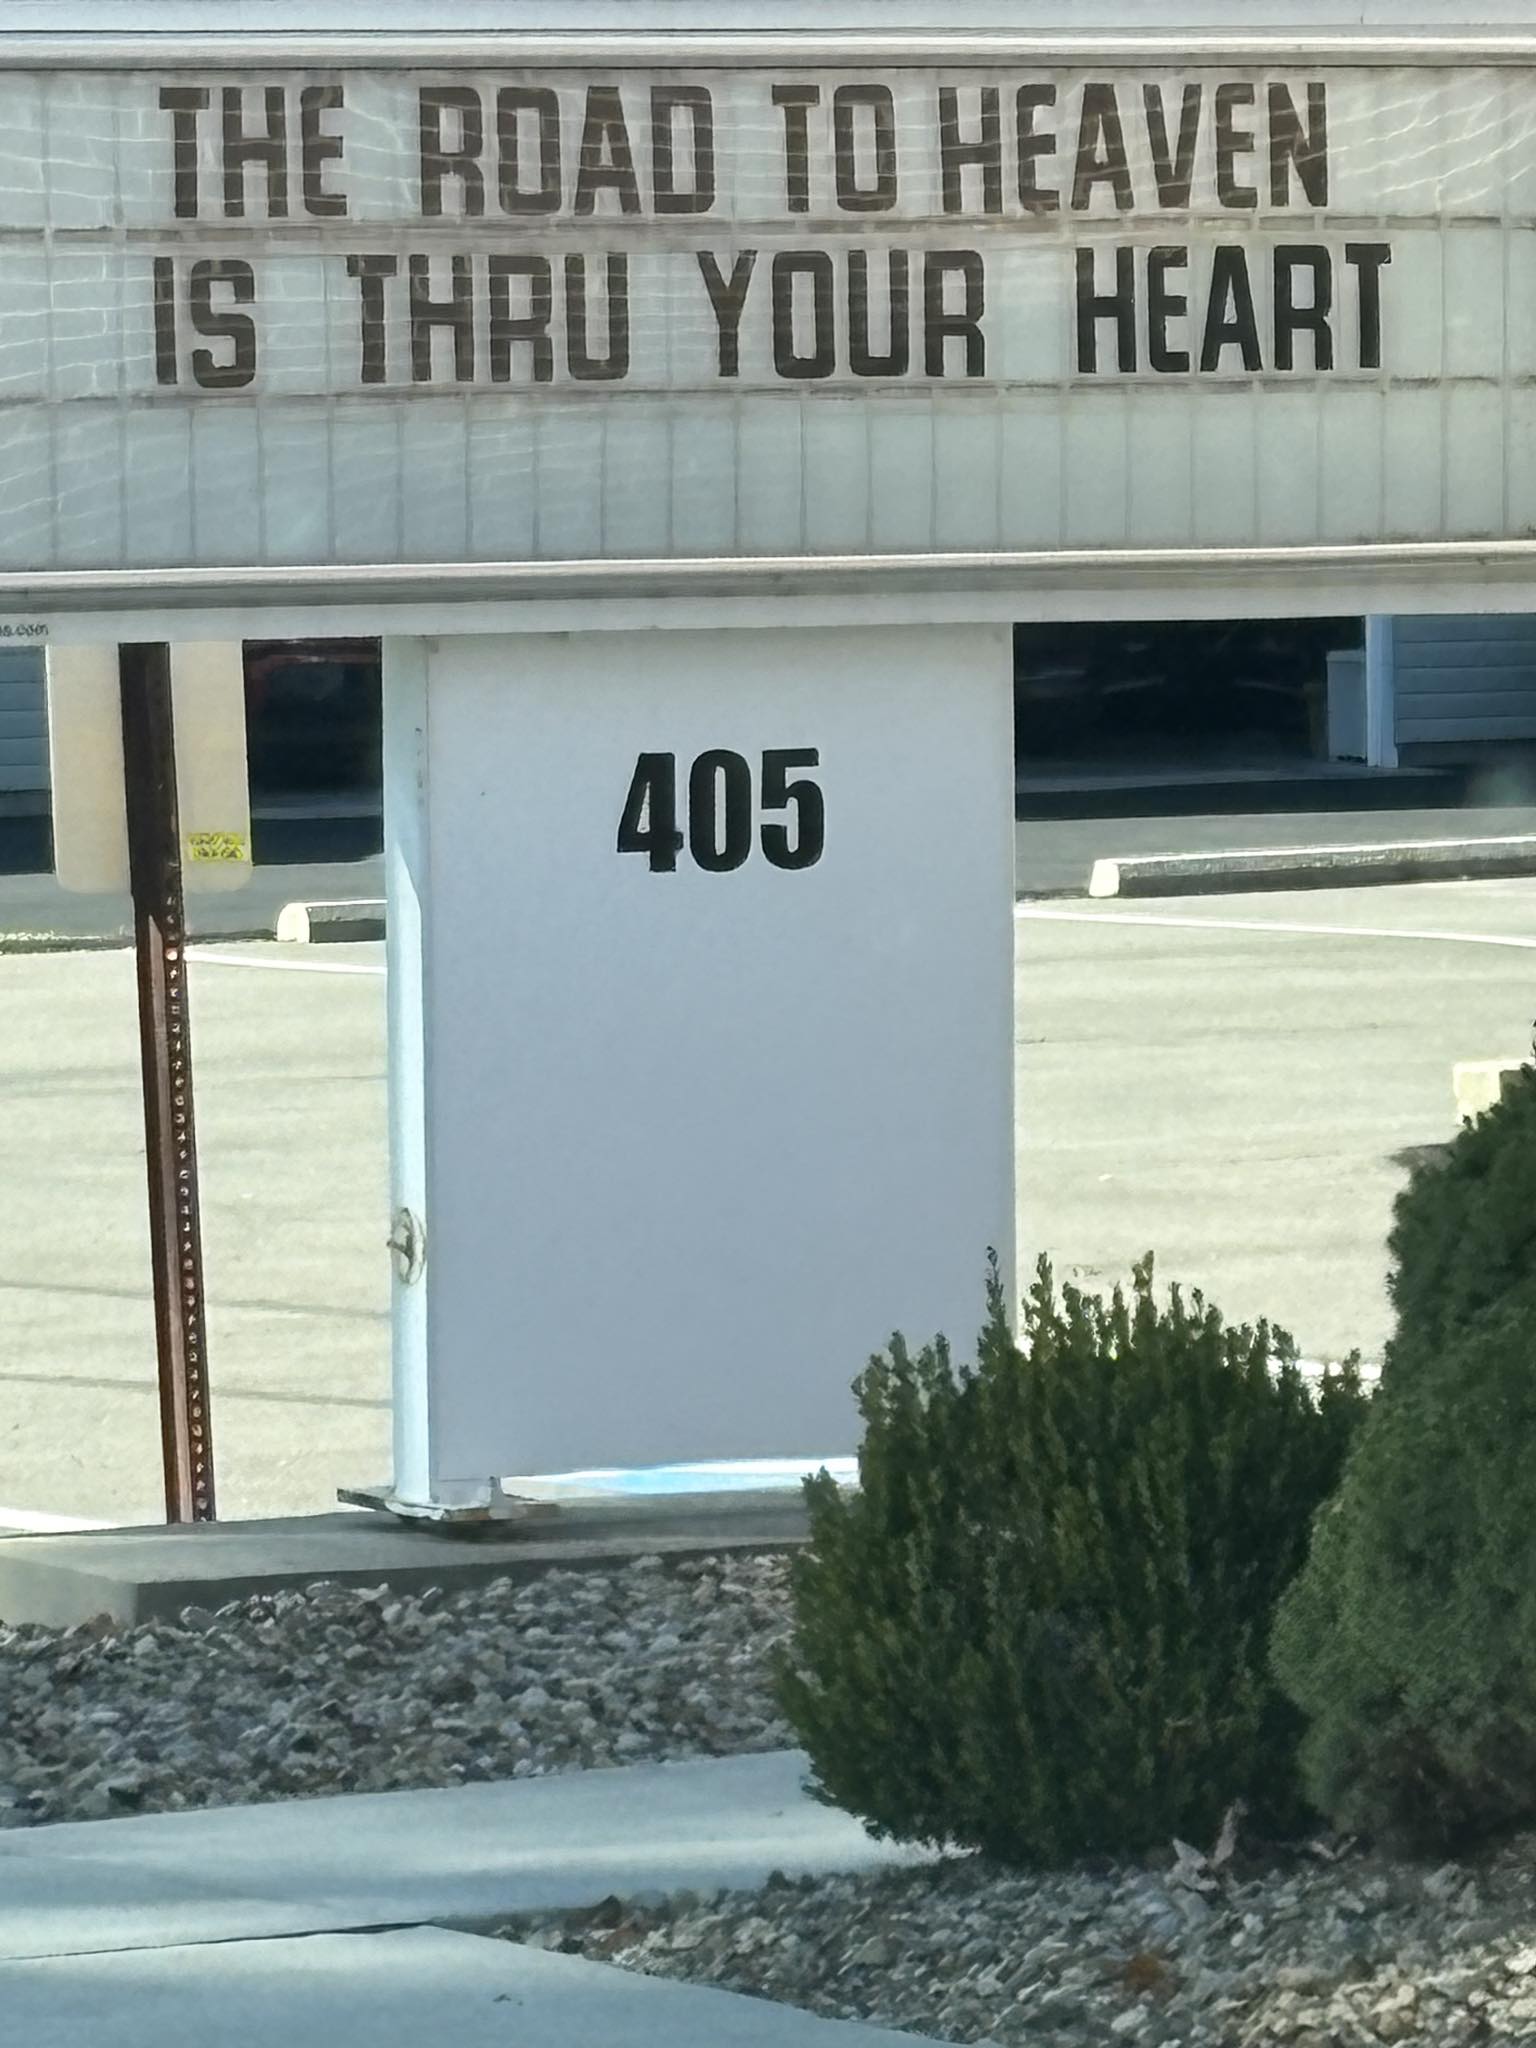 THE ROAD TO HEAVEN
IS THRU YOUR HEART
405